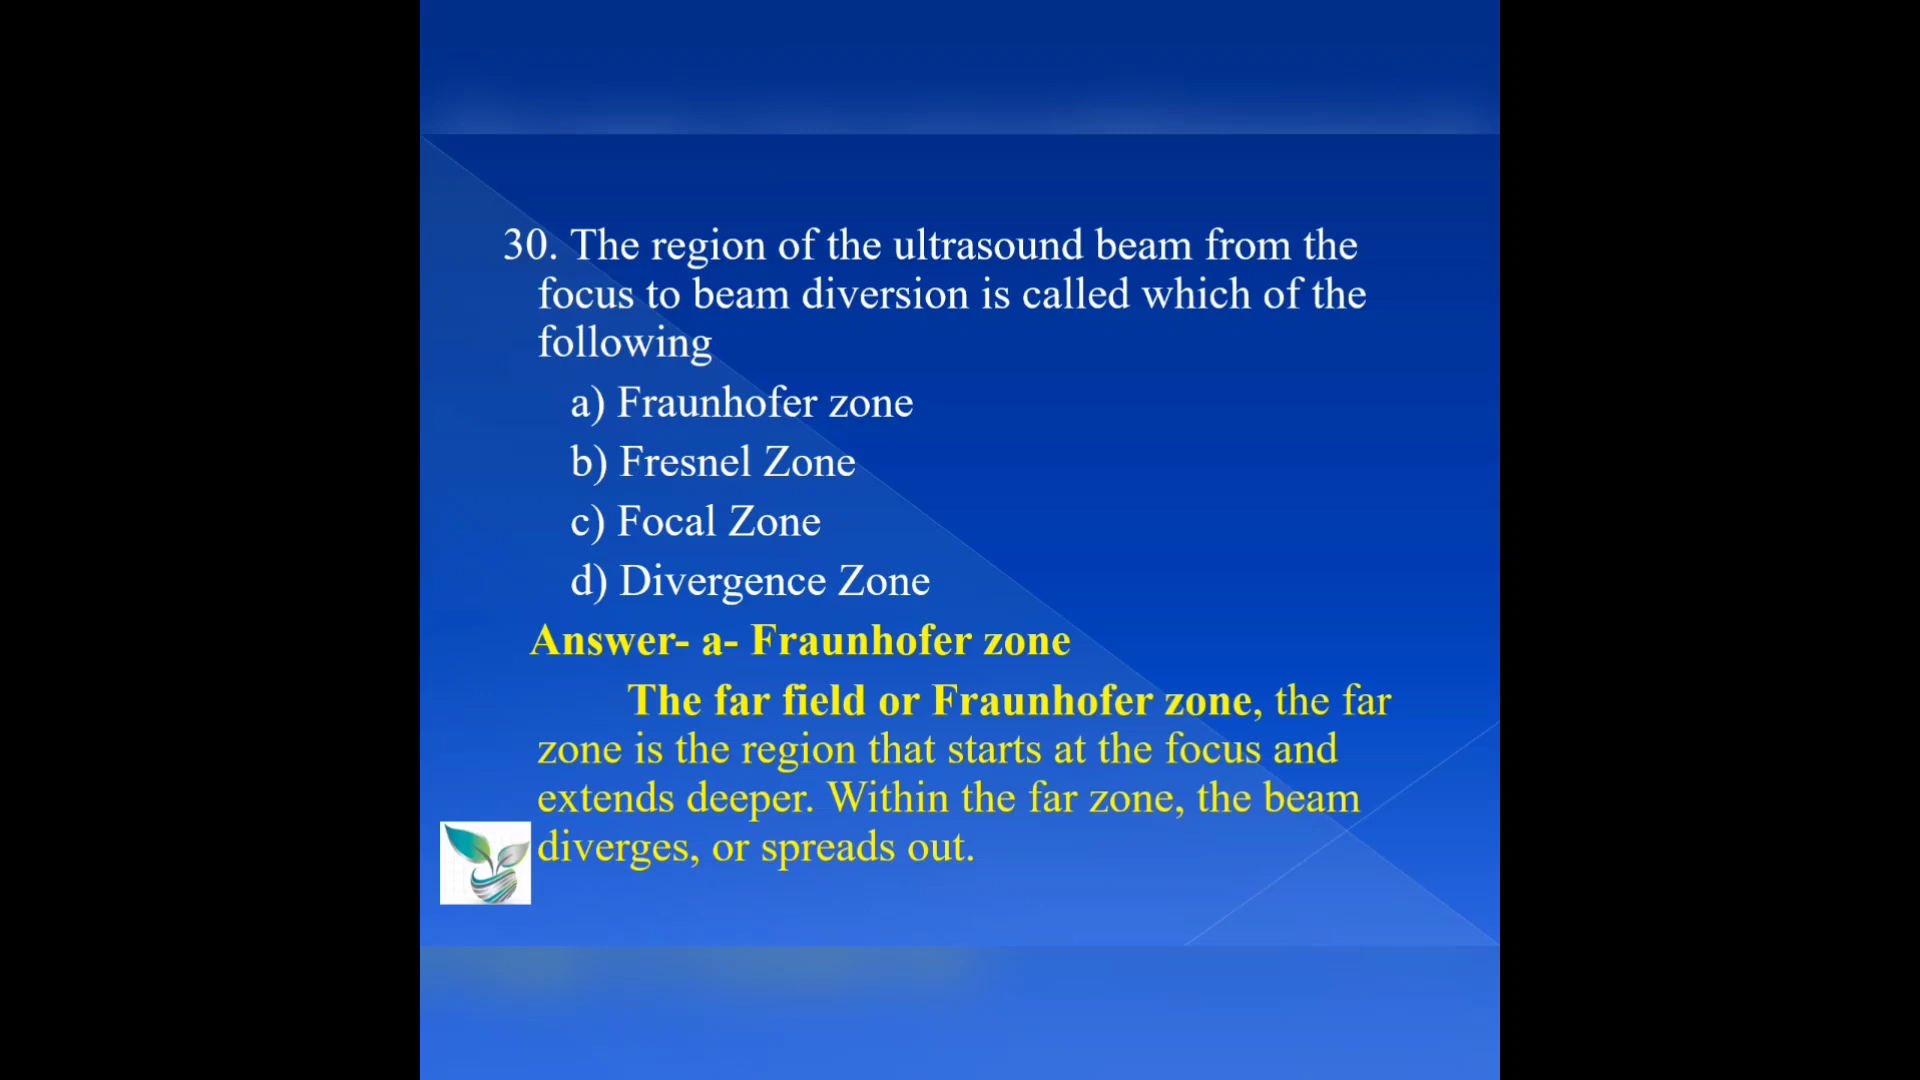 30. The region of the ultrasound beam from the
focus to beam diversion is called which of the
following
a) Fraunhofer zone
b) Fresnel Zone
c) Focal Zone
d) Divergence Zone
Answer- a- Fraunhofer zone
The far field or Fraunhofer zone, the far
zone is the region that starts at the focus and
extends deeper. Within the far zone, the beam
diverges, or spreads out.